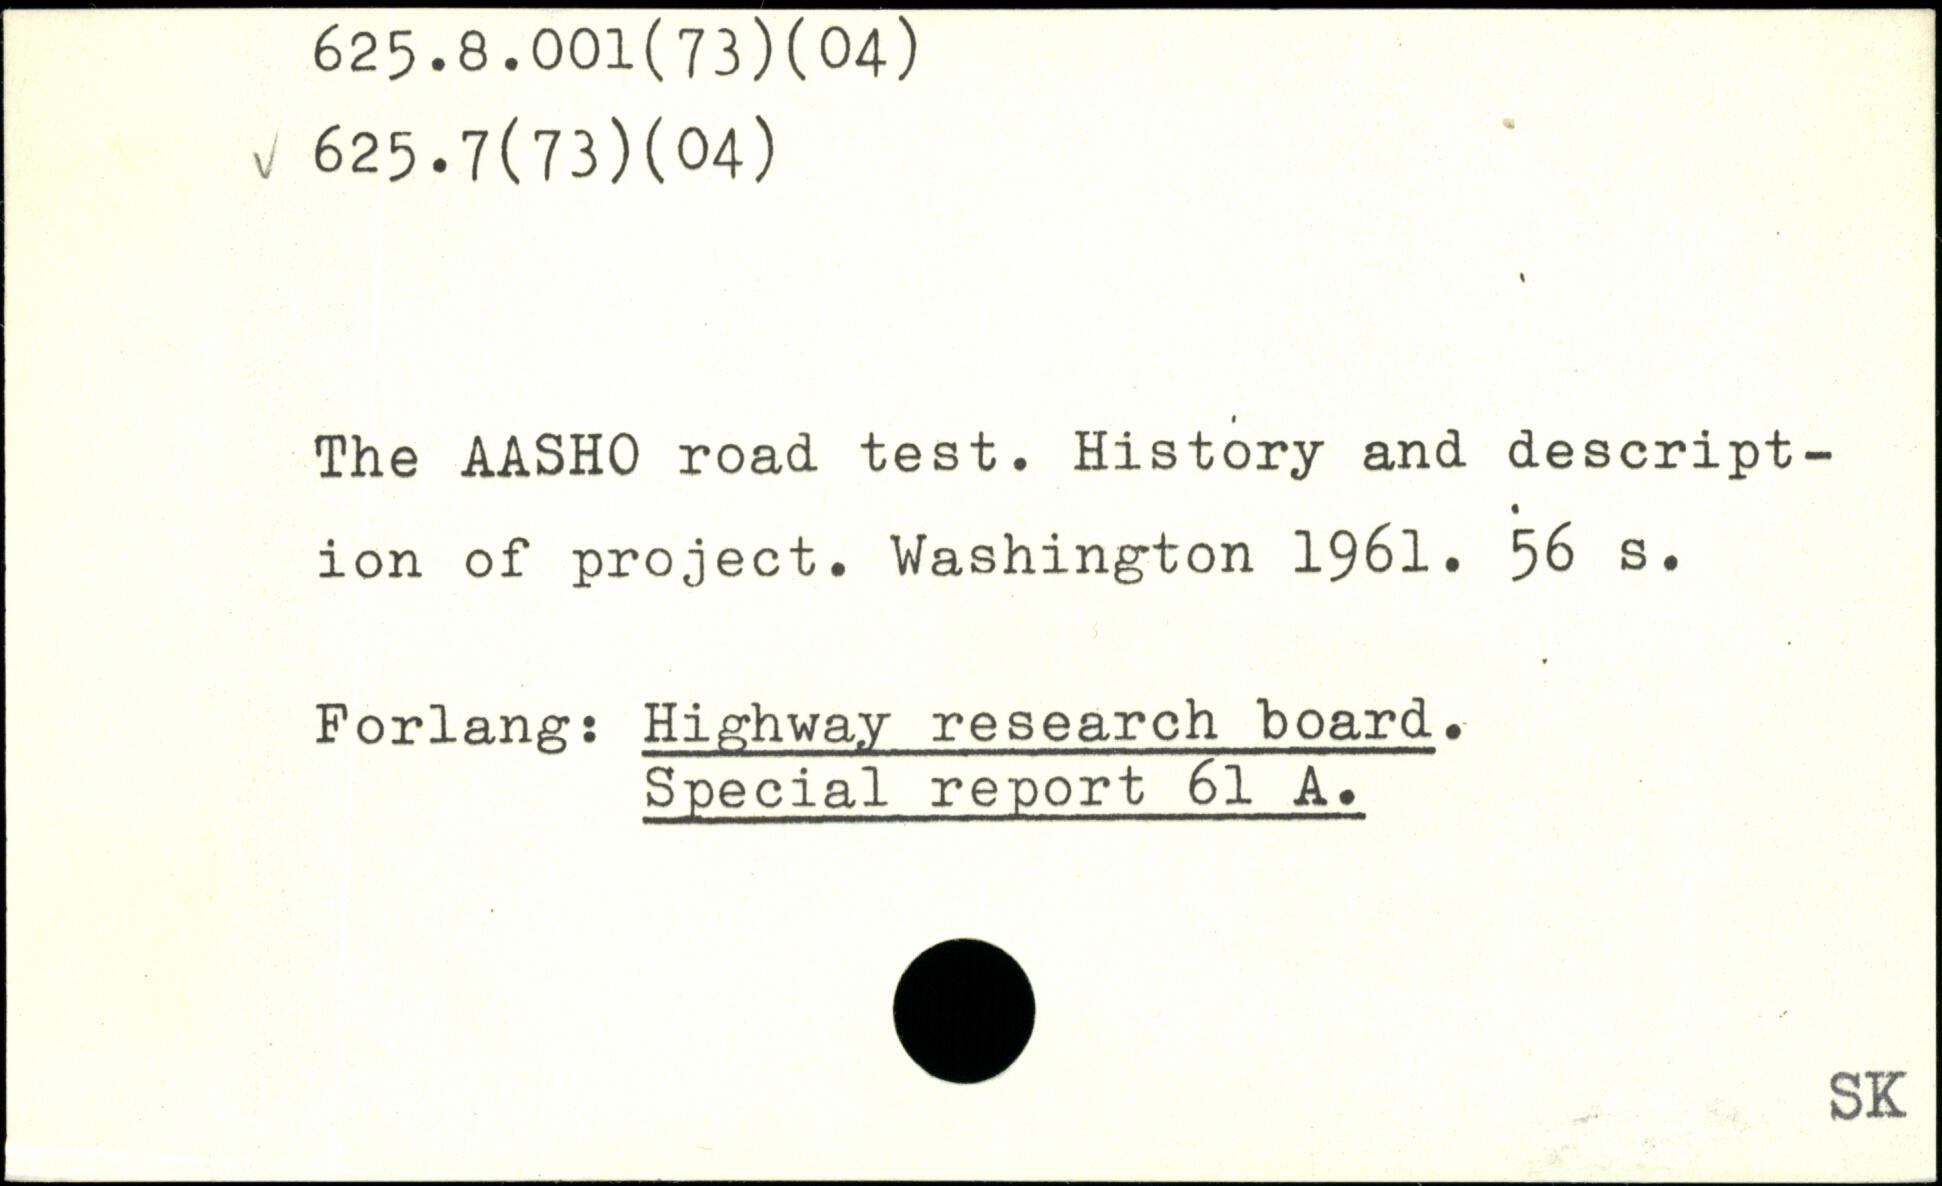 625.8.001(73)(04)
✓ 625.7(73)(04)
The AASHO road test. History and descript-
ion of project. Washington 1961. 56 s.
Forlang: Highway research board.
Special report 61 A.
SK